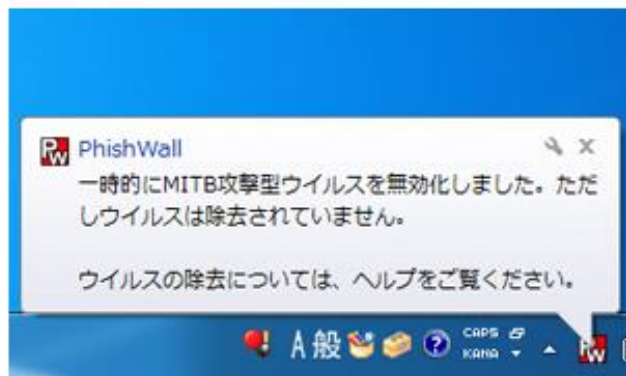 PW PhishWall
一時的にMITB攻撃型ウイルスを無効化しました。ただ
しウイルスは除去されていません。
ウイルスの除去については、ヘルプをご覧ください。
A 般 CAPS
KANA
PW